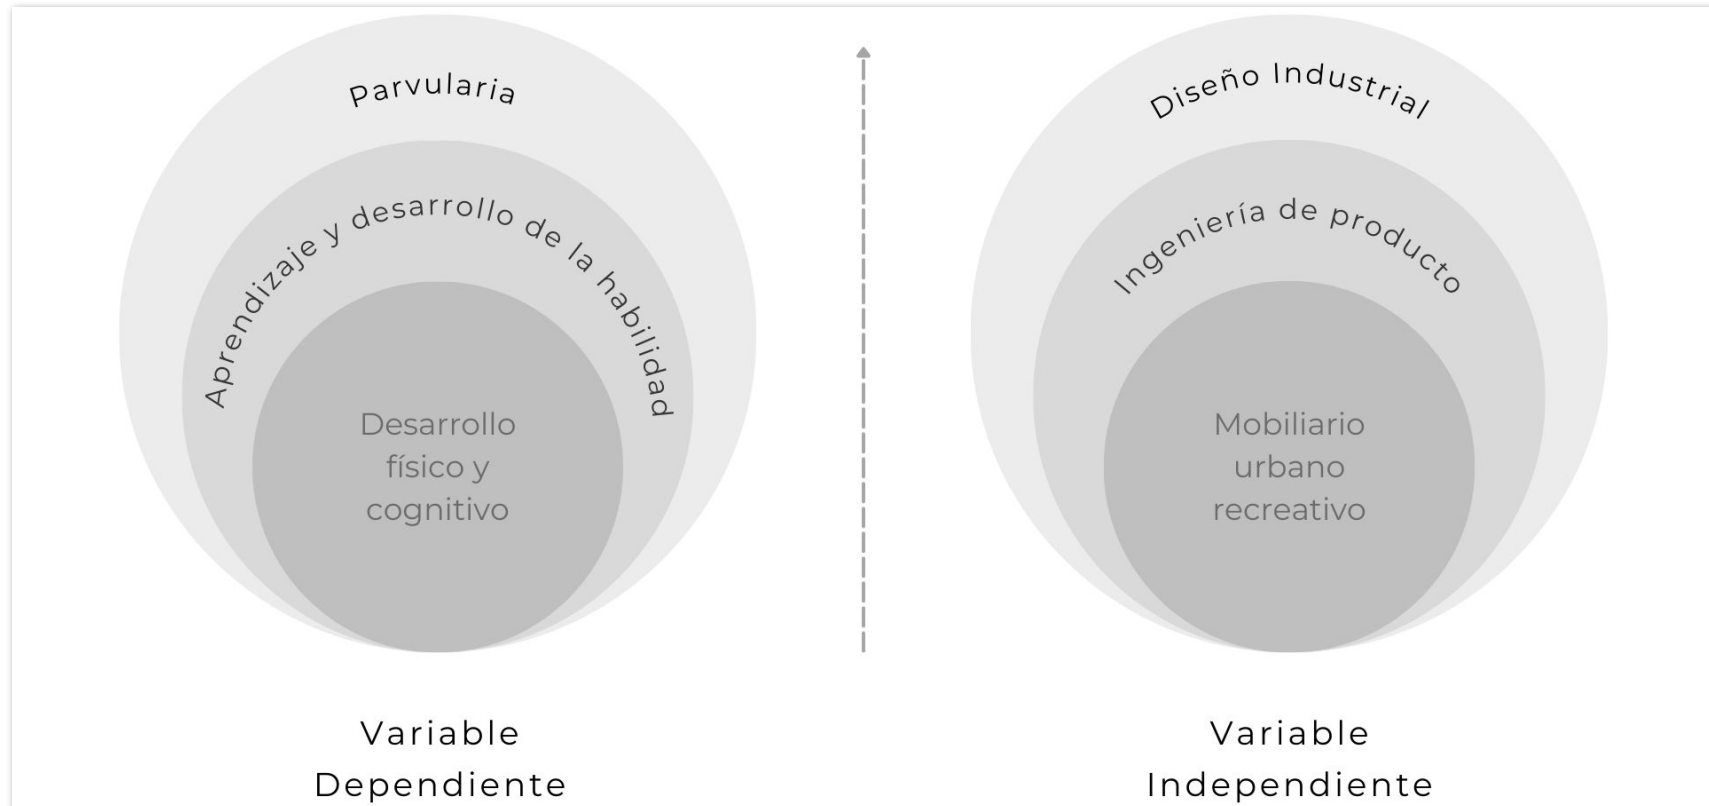 Parvularia
Aprendizaje y desarrollo de la habilidad
Desarrollo
físico y
cognitivo
Variable
Dependiente
Diseño Industrial
Ingeniería de producto
Mobiliario
urbano
recreativo
Variable
Independiente